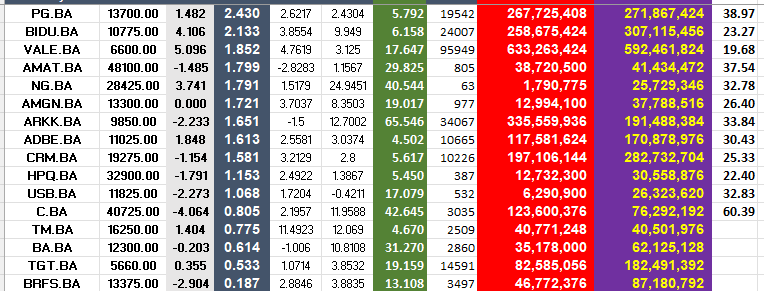 PG.BA 13700.00 1.482 2.430 2.6217 2.4304 5.792 19542 267,725,408 271,867,424 38.97
BIDU.BA 10775.00 4.106 2.133 3.8554 9.949 6.158 24007 258,675,424 307,115,456 23.27
VALE.BA 6600.00 5.096 1.852 4.7619 3.125 17.647 95949 633,263,424 592,461,824 19.68
AMAT.BA 48100.00 -1.485 1.799 -2.8283 1.1567 29.825 805 38,720,500 41,434,472 37.54
NG.BA 28425.00 3.741 1.791 1.5179 24.9451 40.544 63 1,790,775 25,729,346 32.78
AMGN.BA 13300.00 0.000 1.721 3.7037 8.3503 19.017 977 12,994,100 37,788,516 26.40
ARKK.BA 9850.00 -2.233 1.651 -1.5 12.7002 65.546 34067 335,559,936 191,488,384 33.84
ADBE.BA 11025.00 1.848 1.613 2.5581 3.0374 4.502 10665 117,581,624 170,878,976 30.43
CRM.BA 19275.00 -1.154 1.581 3.2129 2.8 5.617 10226 197,106,144 282,732,704 25.33
HPQ.BA 32900.00 -1.791 1.153 2.4922 1.3867 5.450 387 12,732,300 30,558,876 22.40
USB.BA 11825.00 -2.273 1.068 1.7204 -0.4211 17.079 532 6,290,900 26,323,620 32.83
C.BA 40725.00 -4.064 0.805 2.1957 11.9588 42.645 3035 123,600,376 76,292,192 60.39
TM.BA 16250.00 1.404 0.775 11.4923 12.069 4.670 2509 40,771,248 40,501,976
BA.BA 12300.00 -0.203 0.614 -1.006 10.8108 31.270 2860 35,178,000 62,125,128
TGT.BA 5660.00 0.355 0.533 1.0714 3.8532 19.159 14591 82,585,056 182,491,392
BRFS.BA 13375.00 -2.904 0.187 2.8846 3.8835 13.108 3497 46,772,376 87,180,792